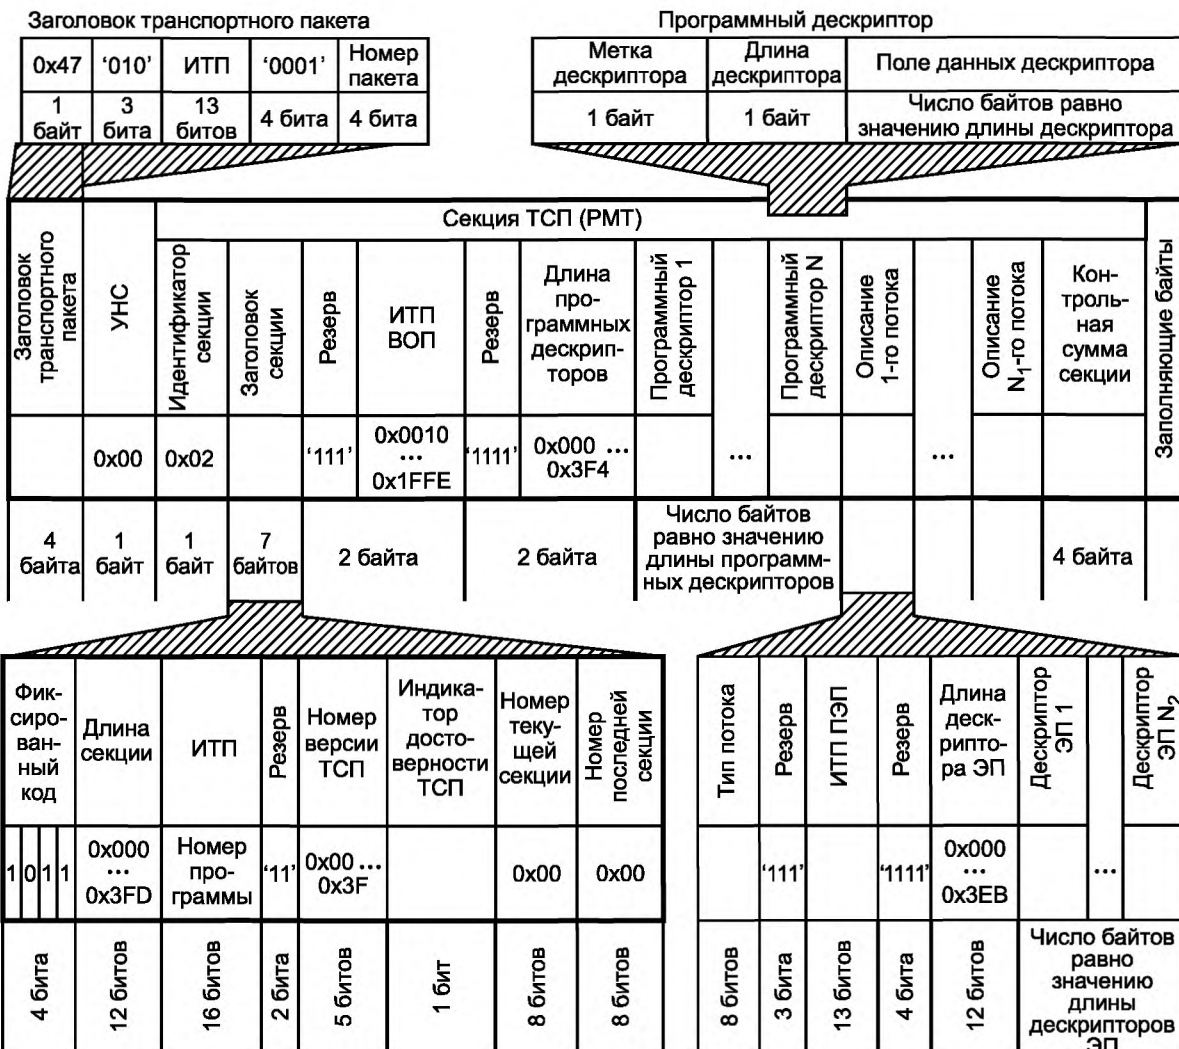 Заголовок транспортного пакета
0x47
‘010’
ИТП
‘0001’
Номер
пакета
1
байт
3
бита
13
битов
4 бита
4 бита
Программный дескриптор
Метка
дескриптора
Длина
дескриптора
Поле данных дескриптора
1 байт
1 байт
Число байтов равно
значению длины дескриптора
Секция ТСП (PMT)
Заголовок
транспортного
пакета
УНС
Идентификатор
секции
Заголовок
секции
Резерв
ИТП
ВОП
Резерв
Длина
про-
граммных
дескрип-
торов
Программный
дескриптор 1
Программный
дескриптор N
Описание
1-го потока
Описание
N1-го потока
Кон-
троль-
ная
сумма
секции
Заполняющие байты
0x00
0x02
‘111’
0x0010
...
0x1FFE
‘1111’
0x000 ...
0x3F4
...
...
4
байта
1
байт
1
байт
7
байтов
2 байта
2 байта
Число байтов
равно значению
длины программ-
ных дескрипторов
4 байта
Фик-
сиро-
ван-
ный
код
Длина
секции
ИТП
Резерв
Номер
версии
ТСП
Индика-
тор
досто-
верности
ТСП
Номер
теку-
щей
секции
Номер
последней
секции
1 0 1 1
0x000
...
0x3FD
Номер
про-
граммы
‘11’
0x00 ...
0x3F
0x00
0x00
4 бита
12 битов
16 битов
2 бита
5 битов
1 бит
8 битов
8 битов
Тип потока
Резерв
ИТП ПЭП
Резерв
Длина
деск-
рипто-
ра ЭП
Дескриптор
ЭП 1
Дескриптор
ЭП N2
‘111’
‘1111’
0x000
...
0x3EB
...
8 битов
3 бита
13 битов
4 бита
12 битов
Число байтов
равно
значению
длины
дескрипторов
ЭП